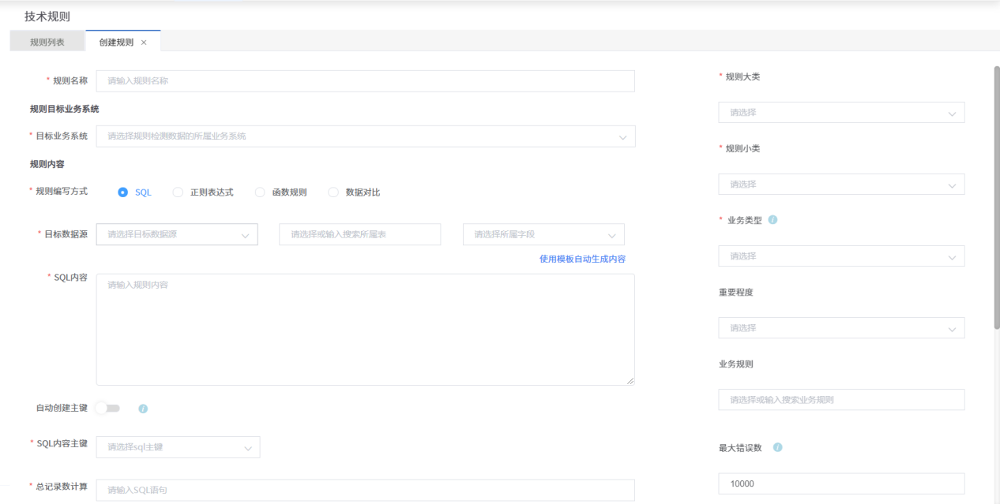 技术规则
规则列表
创建规则 ×
* 规则名称
请输入规则名称
规则目标业务系统
* 目标业务系统
请选择规则检测数据的所属业务系统
规则内容
* 规则编写方式
SQL
正则表达式
函数规则
数据对比
* 目标数据源
请选择目标数据源
请选择或输入搜索所属表
请选择所属字段
使用模板自动生成内容
* SQL内容
请输入规则内容
自动创建主键
* SQL内容主键
请选择sql主键
* 总记录数计算
请输入SQL语句
* 规则大类
请选择
* 规则小类
请选择
* 业务类型
请选择
重要程度
请选择
业务规则
请选择或输入搜索业务规则
最大错误数
10000